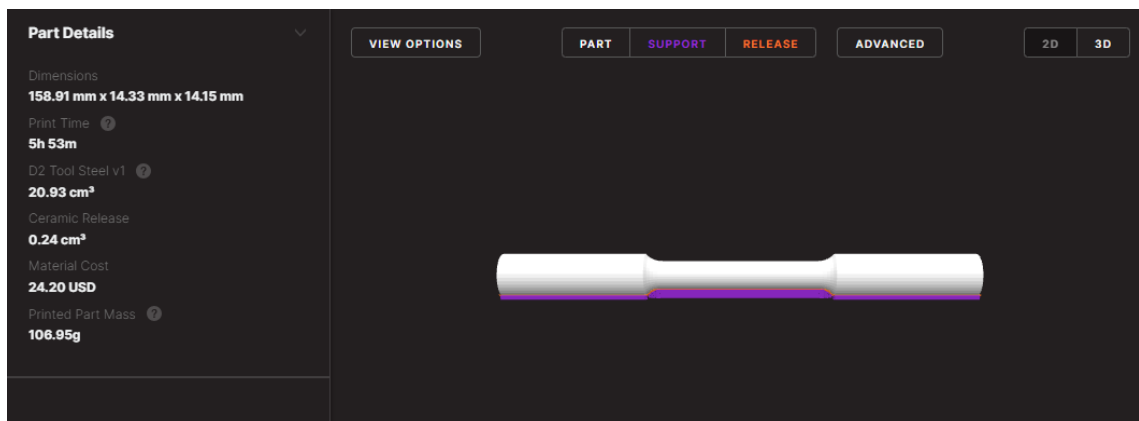 Part Details
Dimensions
158.91 mm x 14.33 mm x 14.15 mm
Print Time ?
5h 53m
D2 Tool Steel v1 ?
20.93 cm³
Ceramic Release
0.24 cm³
Material Cost
24.20 USD
Printed Part Mass ?
106.95g
VIEW OPTIONS PART SUPPORT RELEASE ADVANCED 2D 3D